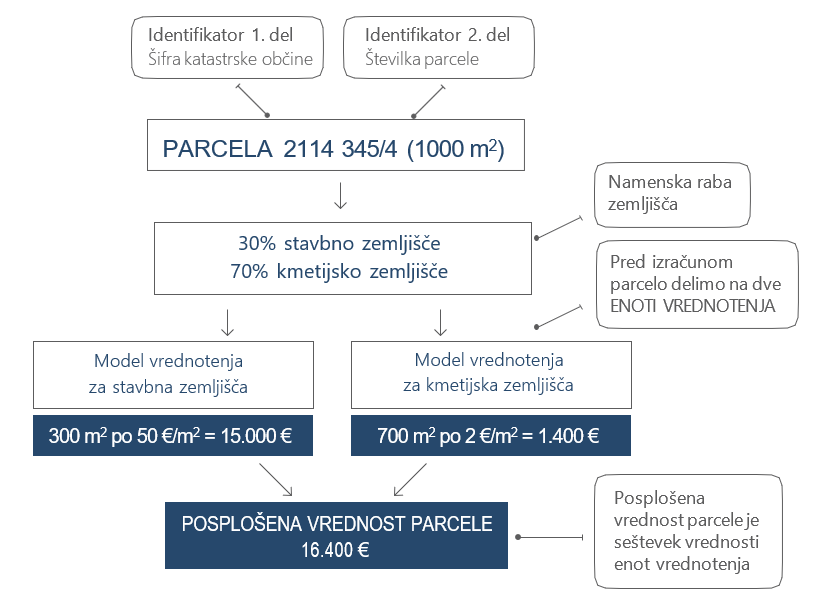 Identifikator 1. del
Šifra katastrske občine
Identifikator 2. del
Številka parcele
PARCELA 2114 345/4 (1000 m²)
Namenska raba
zemljišča
30% stavbno zemljišče
70% kmetijsko zemljišče
Pred izračunom
parcelo delimo na dve
ENOTI VREDNOTENJA
Model vrednotenja
za stavbna zemljišča
Model vrednotenja
za kmetijska zemljišča
300 m² po 50 €/m² = 15.000 €
700 m² po 2 €/m² = 1.400 €
POSPLOŠENA VREDNOST PARCELE
16.400 €
Posplošena
vrednost parcele je
seštevek vrednosti
enot vrednotenja